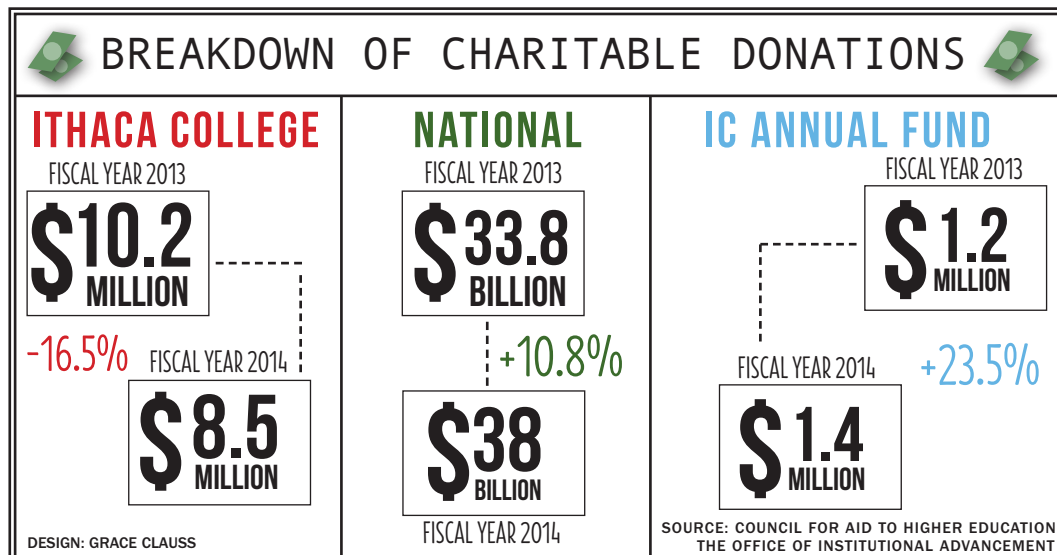 BREAKDOWN OF CHARITABLE DONATIONS
ITHACA COLLEGE
FISCAL YEAR 2013
$10.2
MILLION
-16.5%
FISCAL YEAR 2014
$8.5
MILLION
DESIGN: GRACE CLAUSS
NATIONAL
FISCAL YEAR 2013
$33.8
BILLION
+10.8%
$38
BILLION
FISCAL YEAR 2014
IC ANNUAL FUND
FISCAL YEAR 2013
$1.2
MILLION
+23.5%
FISCAL YEAR 2014
$1.4
MILLION
SOURCE: COUNCIL FOR AID TO HIGHER EDUCATION
THE OFFICE OF INSTITUTIONAL ADVANCEMENT